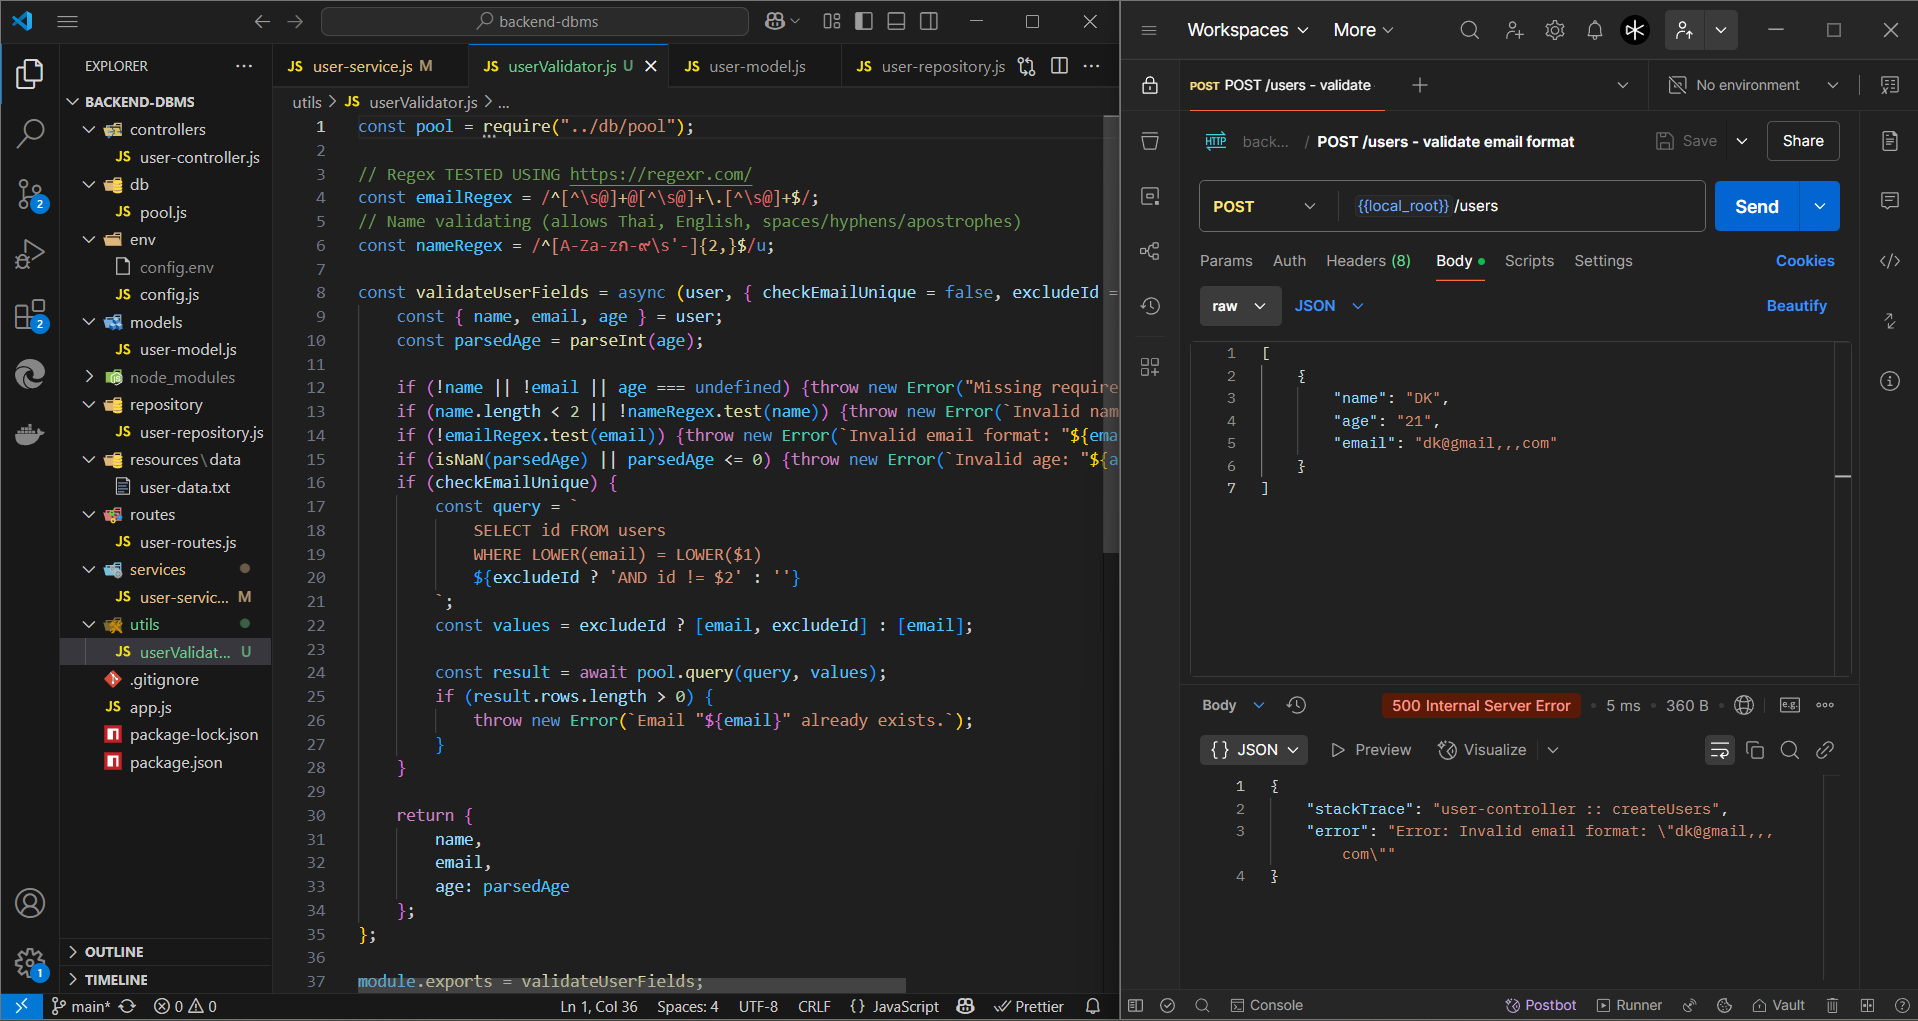 backend-dbms
EXPLORER
BACKEND-DBMS
controllers
JS user-controller.js
db
JS pool.js
env
config.env
JS config.js
models
JS user-model.js
node_modules
repository
JS user-repository.js
resources\data
user-data.txt
routes
JS user-routes.js
services
JS user-servic... M
utils
JS userValidat... U
.gitignore
JS app.js
package-lock.json
package.json
OUTLINE
TIMELINE
2
2
1
JS user-service.js M
JS userValidator.js U
JS user-model.js
JS user-repository.js
utils > JS userValidator.js > ...
1 const pool = require("../db/pool");
2
3 // Regex TESTED USING https://regexr.com/
4 const emailRegex = /^[^\s@]+@[^\s@]+\.[^\s@]+$/;
5 // Name validating (allows Thai, English, spaces/hyphens/apostrophes)
6 const nameRegex = /^[A-Za-zก-๙\s'-]{2,}$/u;
7
8 const validateUserFields = async (user, { checkEmailUnique = false, excludeId =
9 const { name, email, age } = user;
10 const parsedAge = parseInt(age);
11
12 if (!name || !email || age === undefined) {throw new Error("Missing require
13 if (name.length < 2 || !nameRegex.test(name)) {throw new Error(`Invalid nam
14 if (!emailRegex.test(email)) {throw new Error(`Invalid email format: "${ema
15 if (isNaN(parsedAge) || parsedAge <= 0) {throw new Error(`Invalid age: "${a
16 if (checkEmailUnique) {
17 const query = `
18 SELECT id FROM users
19 WHERE LOWER(email) = LOWER($1)
20 ${excludeId ? 'AND id != $2' : ''}
21 `;
22 const values = excludeId ? [email, excludeId] : [email];
23
24 const result = await pool.query(query, values);
25 if (result.rows.length > 0) {
26 throw new Error(`Email "${email}" already exists.`);
27 }
28 }
29
30 return {
31 name,
32 email,
33 age: parsedAge
34 };
35 };
36
37 module.exports = validateUserFields;
main* 0 0 Ln 1, Col 36 Spaces: 4 UTF-8 CRLF {} JavaScript Prettier
Workspaces More
POST POST /users - validate
No environment
HTTP back... / POST /users - validate email format
Save
Share
POST {{local_root}} /users
Send
Params Auth Headers (8) Body Scripts Settings
Cookies
raw JSON
Beautify
1 [
2 {
3 "name": "DK",
4 "age": "21",
5 "email": "dk@gmail,,,com"
6 }
7 ]
Body 500 Internal Server Error 5 ms 360 B e.g.
{} JSON Preview Visualize
1 {
2 "stackTrace": "user-controller :: createUsers",
3 "error": "Error: Invalid email format: \"dk@gmail,,,
com\""
4 }
Console Postbot Runner Vault